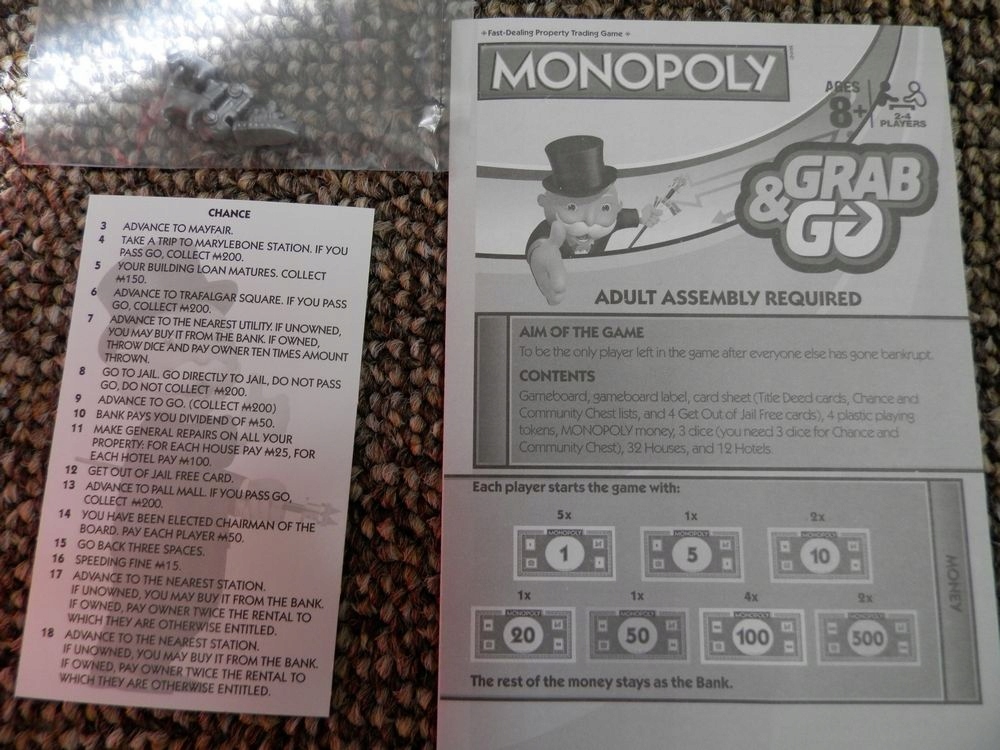 CHANCE
3 ADVANCE TO MAYFAIR.
4 TAKE A TRIP TO MARYLEBONE STATION. IF YOU
PASS GO, COLLECT ₩200.
5 YOUR BUILDING LOAN MATURES. COLLECT
₩150.
6 ADVANCE TO TRAFALGAR SQUARE. IF YOU PASS
GO, COLLECT ₩200.
7 ADVANCE TO THE NEAREST UTILITY. IF UNOWNED,
YOU MAY BUY IT FROM THE BANK. IF OWNED,
THROW DICE AND PAY OWNER TEN TIMES AMOUNT
THROWN.
8 GO TO JAIL. GO DIRECTLY TO JAIL, DO NOT PASS
GO, DO NOT COLLECT ₩200.
9 ADVANCE TO GO. (COLLECT ₩200)
10 BANK PAYS YOU DIVIDEND OF ₩50.
11 MAKE GENERAL REPAIRS ON ALL YOUR
PROPERTY: FOR EACH HOUSE PAY ₩25, FOR
EACH HOTEL PAY ₩100.
12 GET OUT OF JAIL FREE CARD.
13 ADVANCE TO PALL MALL. IF YOU PASS GO,
COLLECT ₩200.
14 YOU HAVE BEEN ELECTED CHAIRMAN OF THE
BOARD. PAY EACH PLAYER ₩50.
15 GO BACK THREE SPACES.
16 SPEEDING FINE ₩15.
17 ADVANCE TO THE NEAREST STATION.
IF UNOWNED, YOU MAY BUY IT FROM THE BANK.
IF OWNED, PAY OWNER TWICE THE RENTAL TO
WHICH THEY ARE OTHERWISE ENTITLED.
18 ADVANCE TO THE NEAREST STATION.
IF UNOWNED, YOU MAY BUY IT FROM THE BANK.
IF OWNED, PAY OWNER TWICE THE RENTAL TO
WHICH THEY ARE OTHERWISE ENTITLED.
Fast-Dealing Property Trading Game
MONOPOLY
AGES
8+
2-4
PLAYERS
GRAB
& GO
ADULT ASSEMBLY REQUIRED
AIM OF THE GAME
To be the only player left in the game after everyone else has gone bankrupt.
CONTENTS
Gameboard, gameboard label, card sheet (Title Deed cards, Chance and
Community Chest lists, and 4 Get Out of Jail Free cards), 4 plastic playing
tokens, MONOPOLY money, 3 dice (you need 3 dice for Chance and
Community Chest), 32 Houses, and 12 Hotels.
Each player starts the game with:
5x 1x 2x
MONOPOLY MONOPOLY MONOPOLY
1 5 10
1x 1x 4x 2x
MONOPOLY MONOPOLY MONOPOLY MONOPOLY
20 50 100 500
MONEY
The rest of the money stays as the Bank.